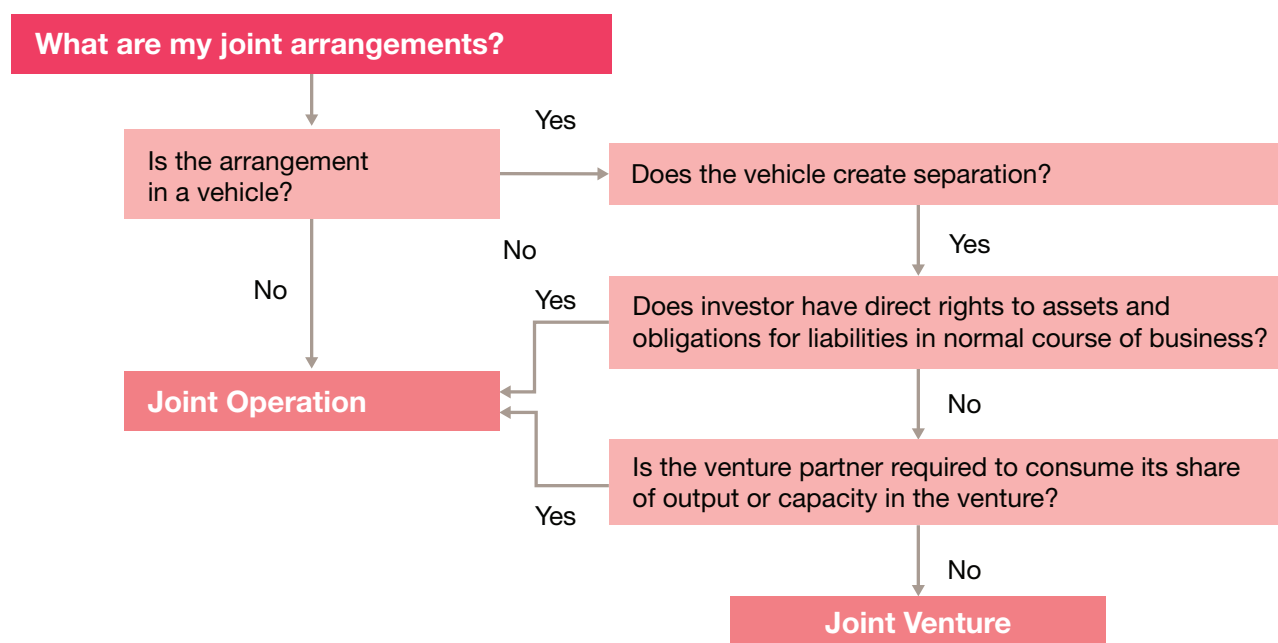 What are my joint arrangements?
Yes
Is the arrangement
in a vehicle?
Does the vehicle create separation?
No
Yes
No
Yes
Does investor have direct rights to assets and
obligations for liabilities in normal course of business?
Joint Operation
No
Is the venture partner required to consume its share
of output or capacity in the venture?
Yes
No
Joint Venture